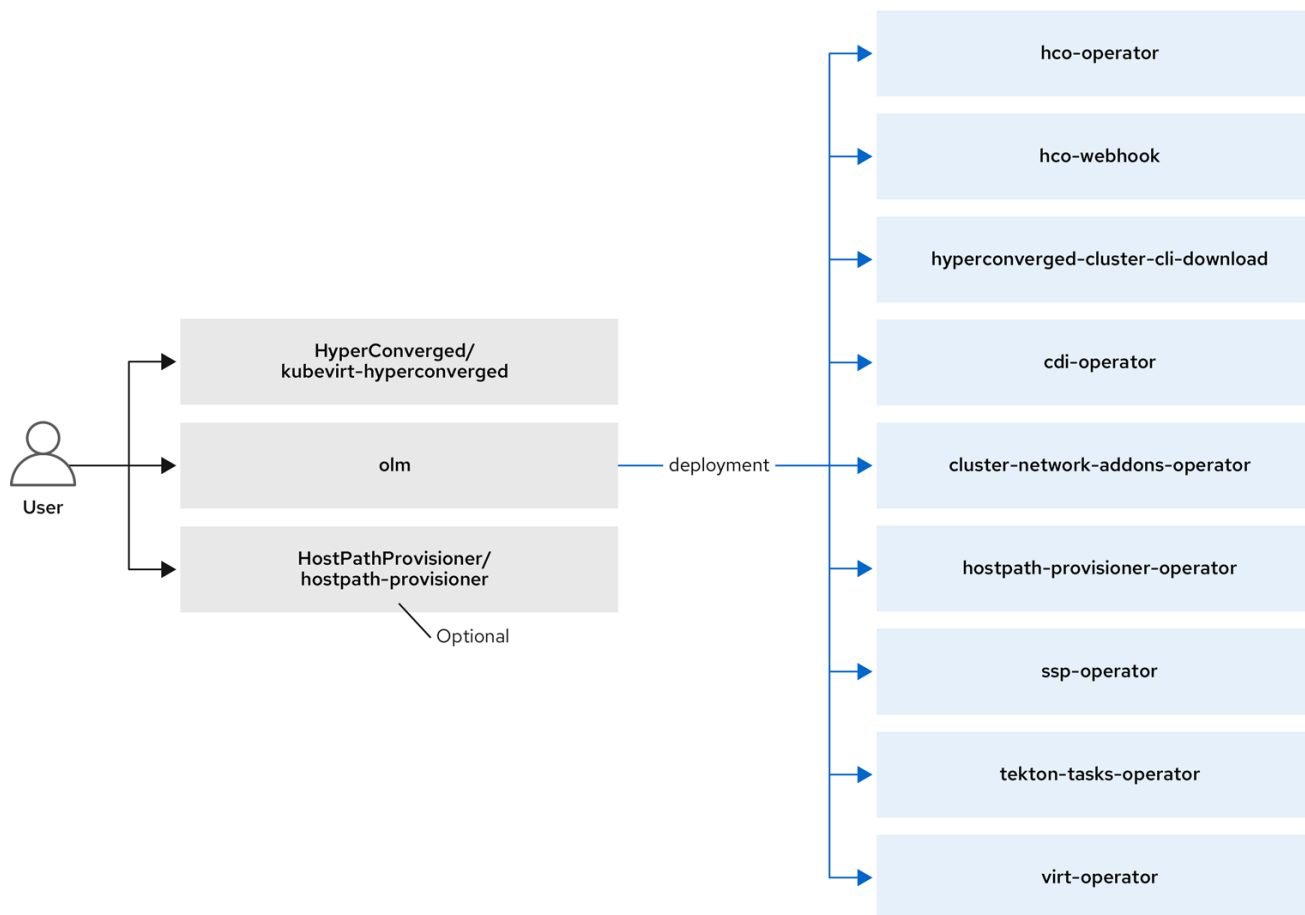 User
HyperConverged/
kubevirt-hyperconverged
olm
HostPathProvisioner/
hostpath-provisioner
Optional
deployment
hco-operator
hco-webhook
hyperconverged-cluster-cli-download
cdi-operator
cluster-network-addons-operator
hostpath-provisioner-operator
ssp-operator
tekton-tasks-operator
virt-operator